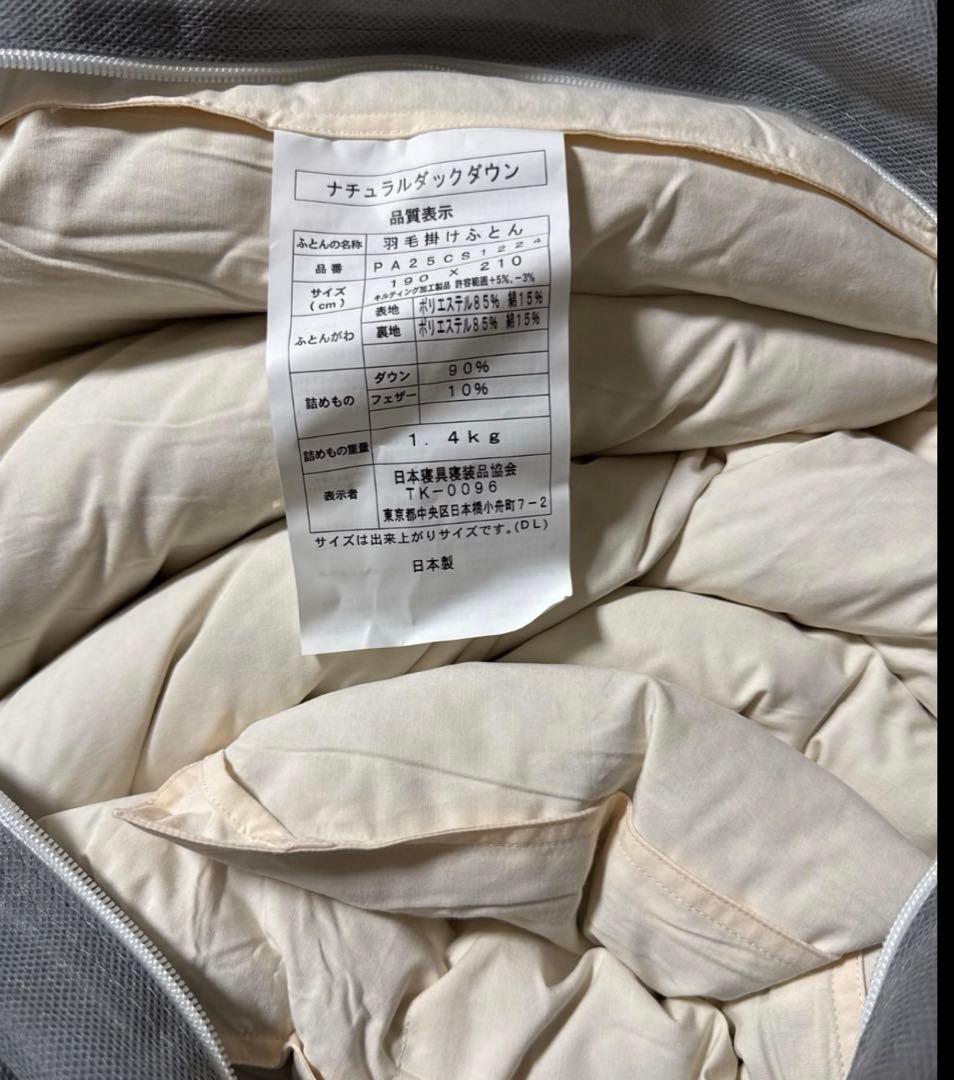 ナチュラルダックダウン
品質表示
ふとんの名称 羽毛掛けふとん
品番 PA25CS1224
サイズ(cm) 190 × 210
キルティング加工製品 許容範囲+5%、-3%
ふとんがわ 表地 ポリエステル85% 綿15%
裏地 ポリエステル85% 綿15%
詰めもの ダウン 90%
フェザー 10%
詰めもの重量 1.4kg
表示者 日本寝具寝装品協会
TK-0096
東京都中央区日本橋小舟町7-2
サイズは出来上がりサイズです。(DL)
日本製